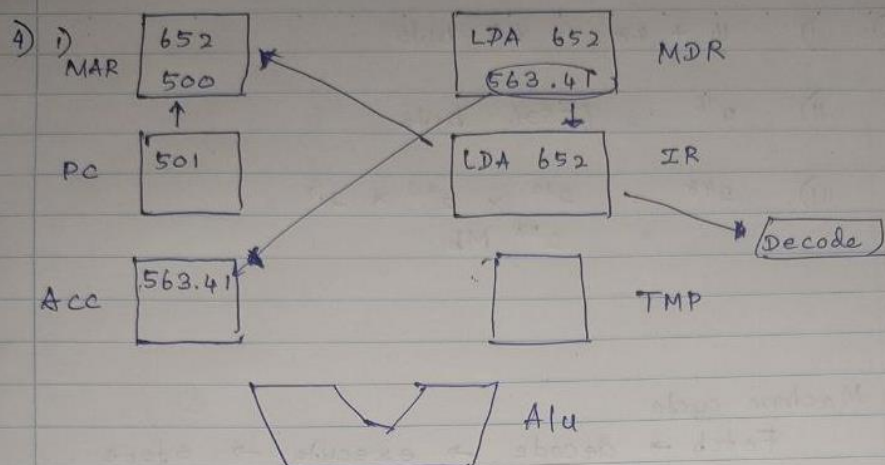 4) i)
MAR 652 500
LDA 652 563.41 MDR
PC 501
LDA 652 IR
Decode
ACC 563.41
TMP
Alu